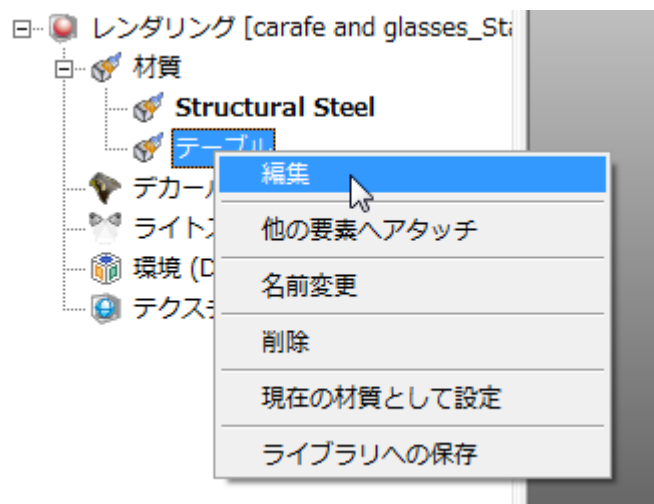 レンダリング [carafe and glasses_Sta
材質
Structural Steel
テーブル
編集
デカー
ライト
他の要素へアタッチ
環境 (D
名前変更
テクス
削除
現在の材質として設定
ライブラリへの保存